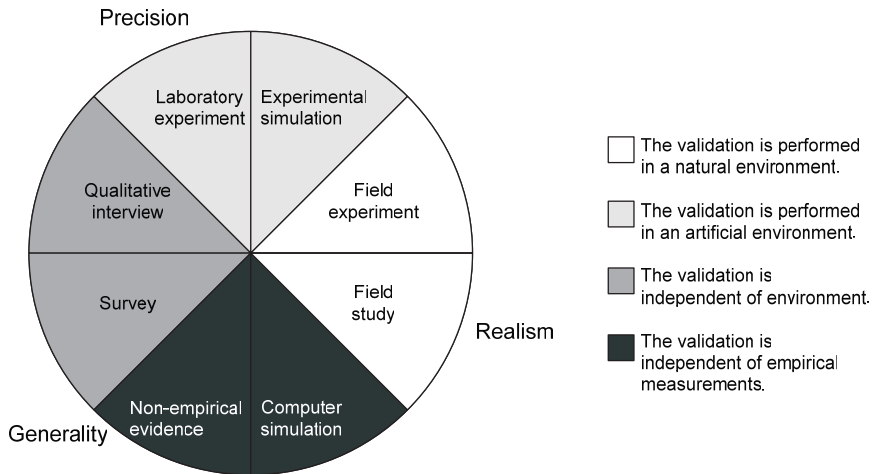 Precision
Laboratory
experiment
Experimental
simulation
Qualitative
interview
Field
experiment
Survey
Field
study
Realism
Generality
Non-empirical
evidence
Computer
simulation
The validation is performed
in a natural environment.
The validation is performed
in an artificial environment.
The validation is
independent of environment.
The validation is
independent of empirical
measurements.